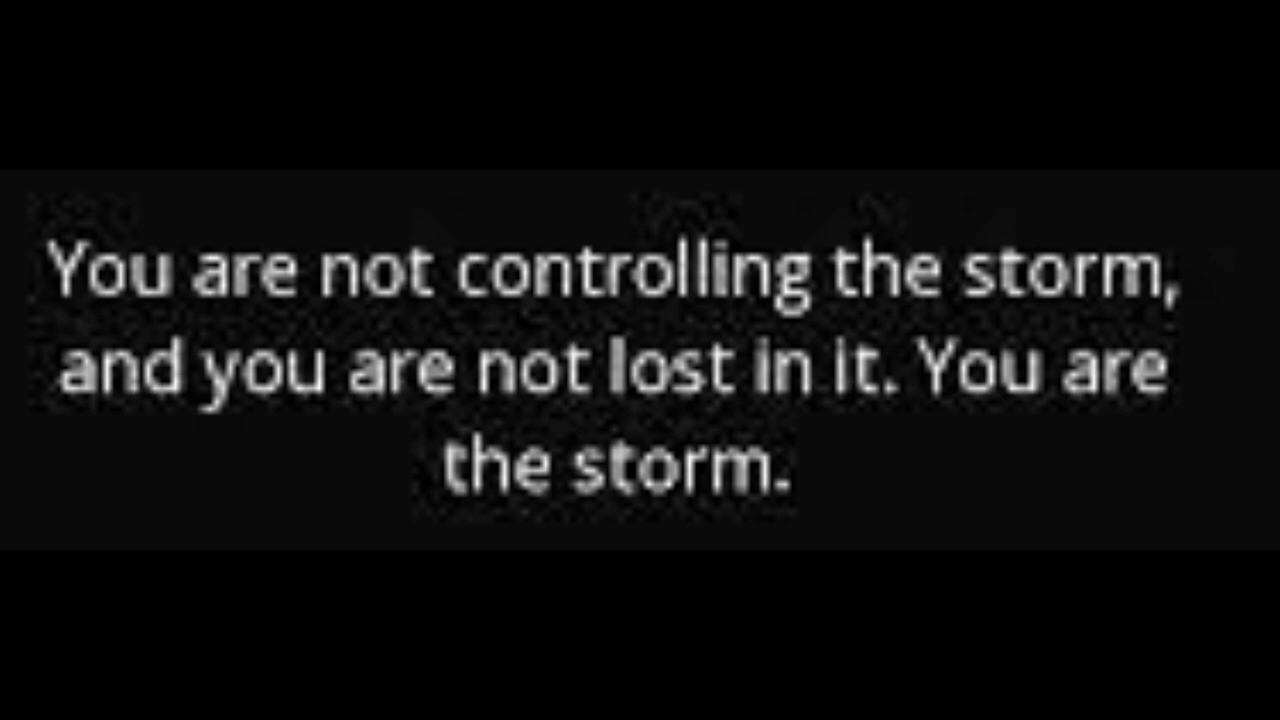 You are not controlling the storm,
and you are not lost in it. You are
the storm.